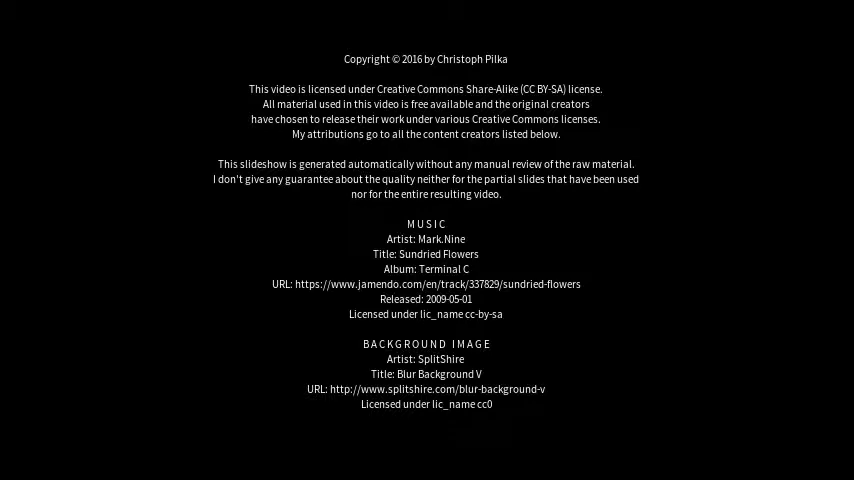 Copyright © 2016 by Christoph Pilka
This video is licensed under Creative Commons Share-Alike (CC BY-SA) license.
All material used in this video is free available and the original creators
have chosen to release their work under various Creative Commons licenses.
My attributions go to all the content creators listed below.
This slideshow is generated automatically without any manual review of the raw material.
I don't give any guarantee about the quality neither for the partial slides that have been used
nor for the entire resulting video.
MUSIC
Artist: Mark.Nine
Title: Sundried Flowers
Album: Terminal C
URL: https://www.jamendo.com/en/track/337829/sundried-flowers
Released: 2009-05-01
Licensed under lic_name cc-by-sa
BACKGROUND IMAGE
Artist: SplitShire
Title: Blur Background V
URL: http://www.splitshire.com/blur-background-v
Licensed under lic_name cc0